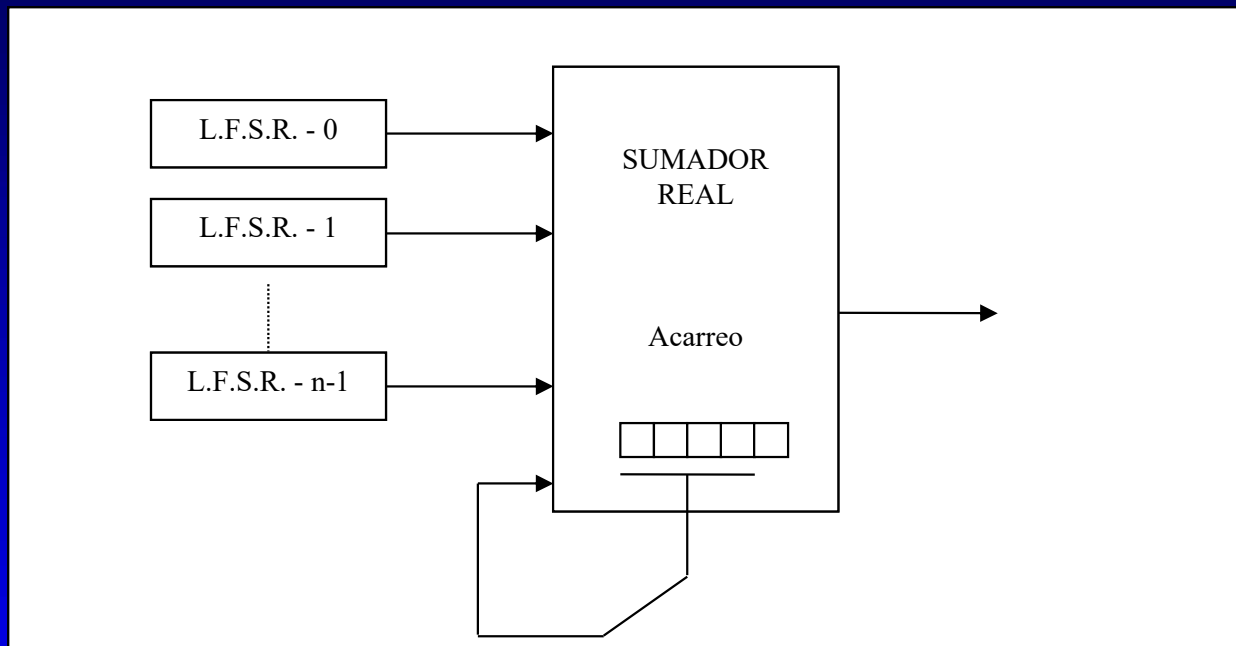 L.F.S.R. - 0
SUMADOR
REAL
L.F.S.R. - 1
Acarreo
L.F.S.R. - n-1